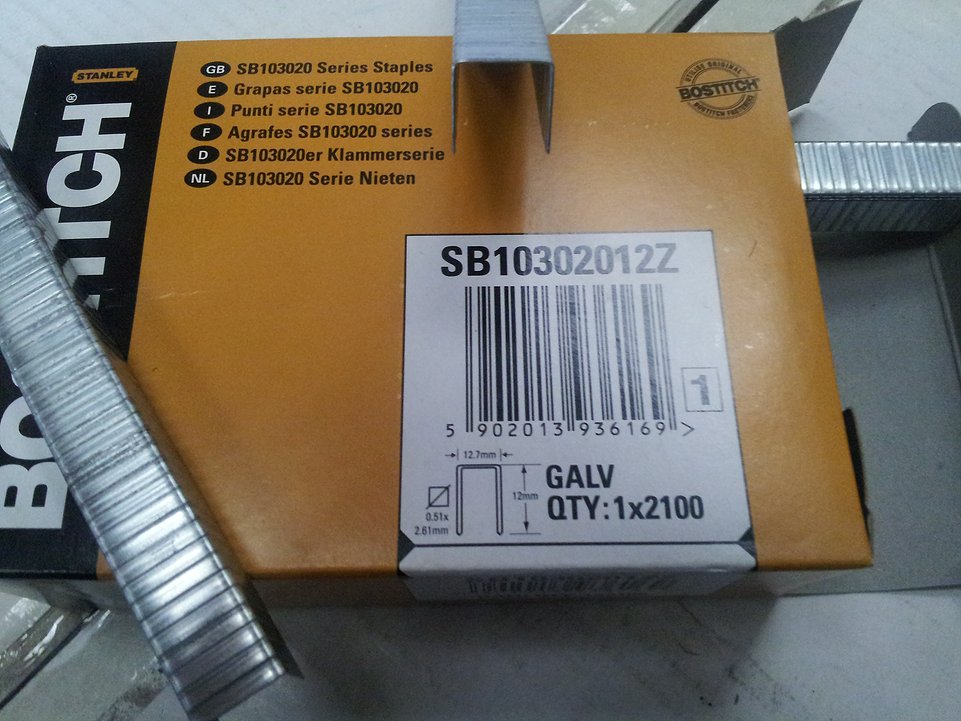 STANLEY
BOSTITCH®
GB SB103020 Series Staples
E Grapas serie SB103020
I Punti serie SB103020
F Agrafes SB103020 series
D SB103020er Klammerserie
NL SB103020 Serie Nieten
BOSTITCH
SB10302012Z
1
5 902013 936169 >
12.7mm
12mm
0.51x
2.61mm
GALV
QTY: 1x2100